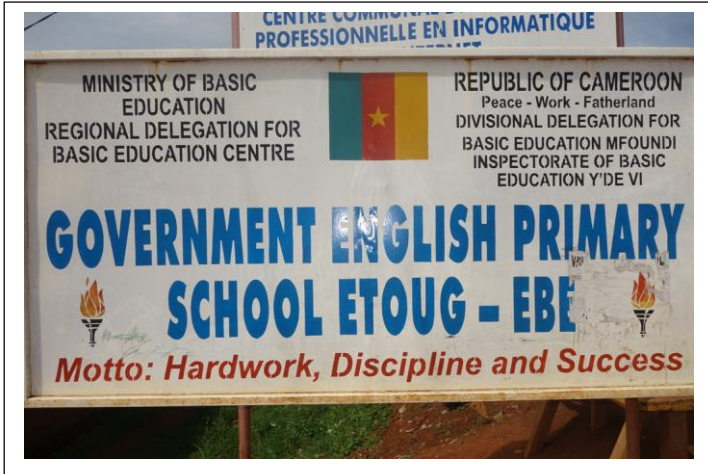 CENTRE COMMUNAL
PROFESSIONNELLE EN INFORMATIQUE
MINISTRY OF BASIC
EDUCATION
REGIONAL DELEGATION FOR
BASIC EDUCATION CENTRE
REPUBLIC OF CAMEROON
Peace - Work - Fatherland
DIVISIONAL DELEGATION FOR
BASIC EDUCATION MFOUNDI
INSPECTORATE OF BASIC
EDUCATION Y'DE VI
GOVERNMENT ENGLISH PRIMARY
SCHOOL ETOUG – EBE
Motto: Hardwork, Discipline and Success